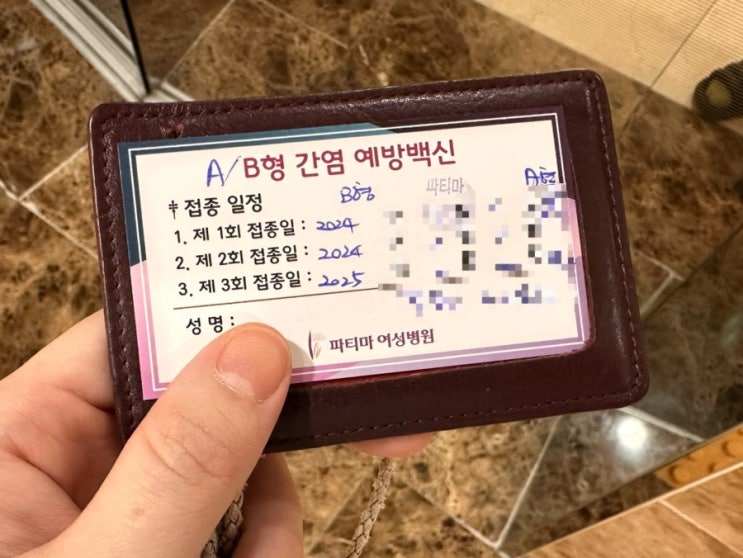 A/B형 간염 예방백신
# 접종 일정 B형 파티마 A형
1. 제 1회 접종일 : 2024
2. 제 2회 접종일 : 2024
3. 제 3회 접종일 : 2025
성 명 :
파티마 여성병원